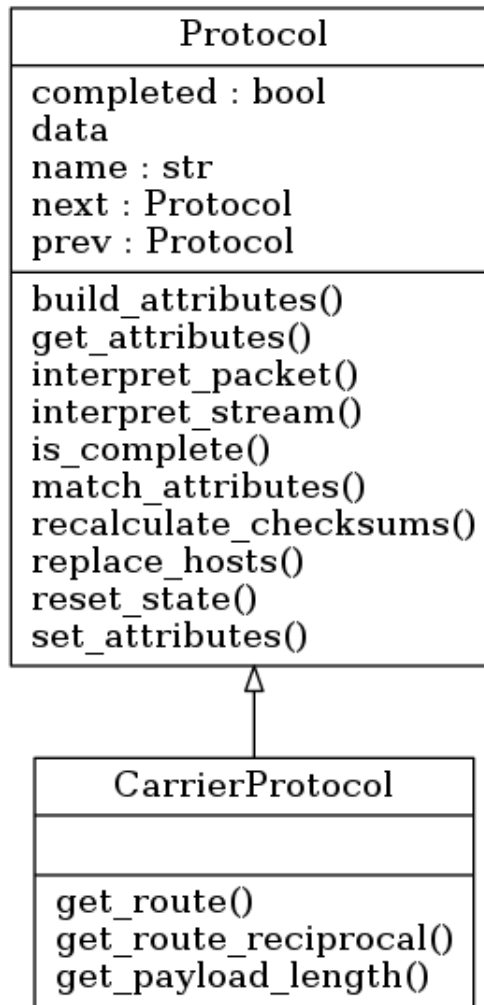 Protocol
completed : bool
data
name : str
next : Protocol
prev : Protocol
build_attributes()
get_attributes()
interpret_packet()
interpret_stream()
is_complete()
match_attributes()
recalculate_checksums()
replace_hosts()
reset_state()
set_attributes()
CarrierProtocol
get_route()
get_route_reciprocal()
get_payload_length()